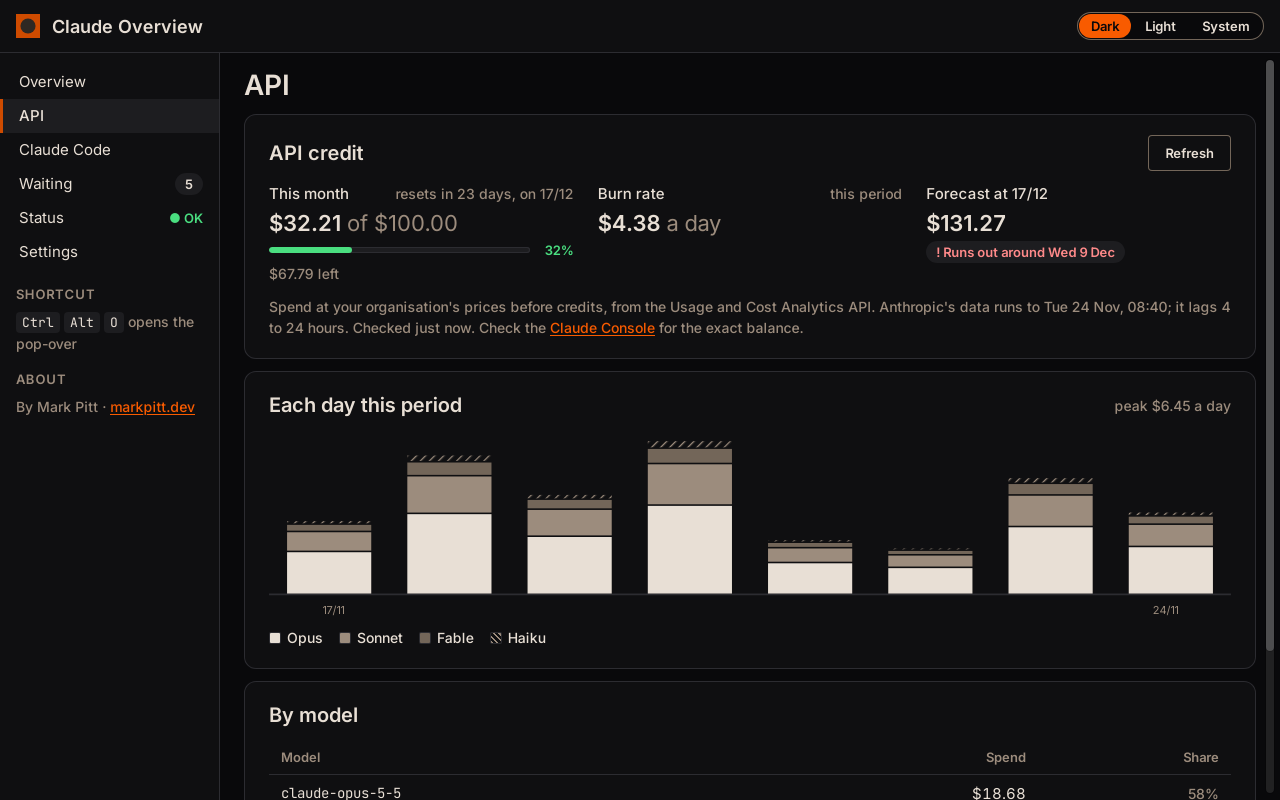 Claude Overview
Dark Light System
Overview
API
Claude Code
Waiting 5
Status OK
Settings
SHORTCUT
Ctrl Alt O opens the
pop-over
ABOUT
By Mark Pitt · markpitt.dev
API
API credit
Refresh
This month resets in 23 days, on 17/12
$32.21 of $100.00
32%
$67.79 left
Burn rate this period
$4.38 a day
Forecast at 17/12
$131.27
! Runs out around Wed 9 Dec
Spend at your organisation's prices before credits, from the Usage and Cost Analytics API. Anthropic's data runs to Tue 24 Nov, 08:40; it lags 4
to 24 hours. Checked just now. Check the Claude Console for the exact balance.
Each day this period
peak $6.45 a day
17/11 24/11
Opus Sonnet Fable Haiku
By model
Model Spend Share
claude-opus-5-5 $18.68 58%